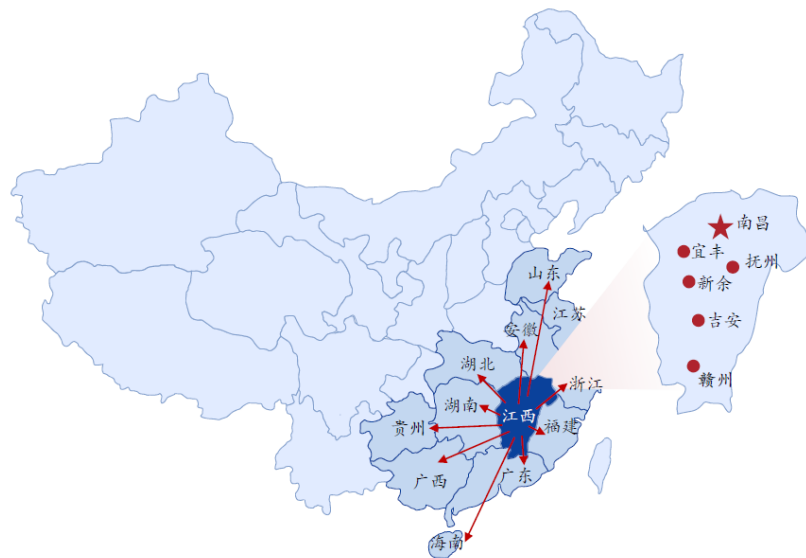 南昌
宜丰
抚州
新余
吉安
赣州
山东
江苏
安徽
湖北
浙江
湖南
江西
贵州
福建
广西
广东
海南